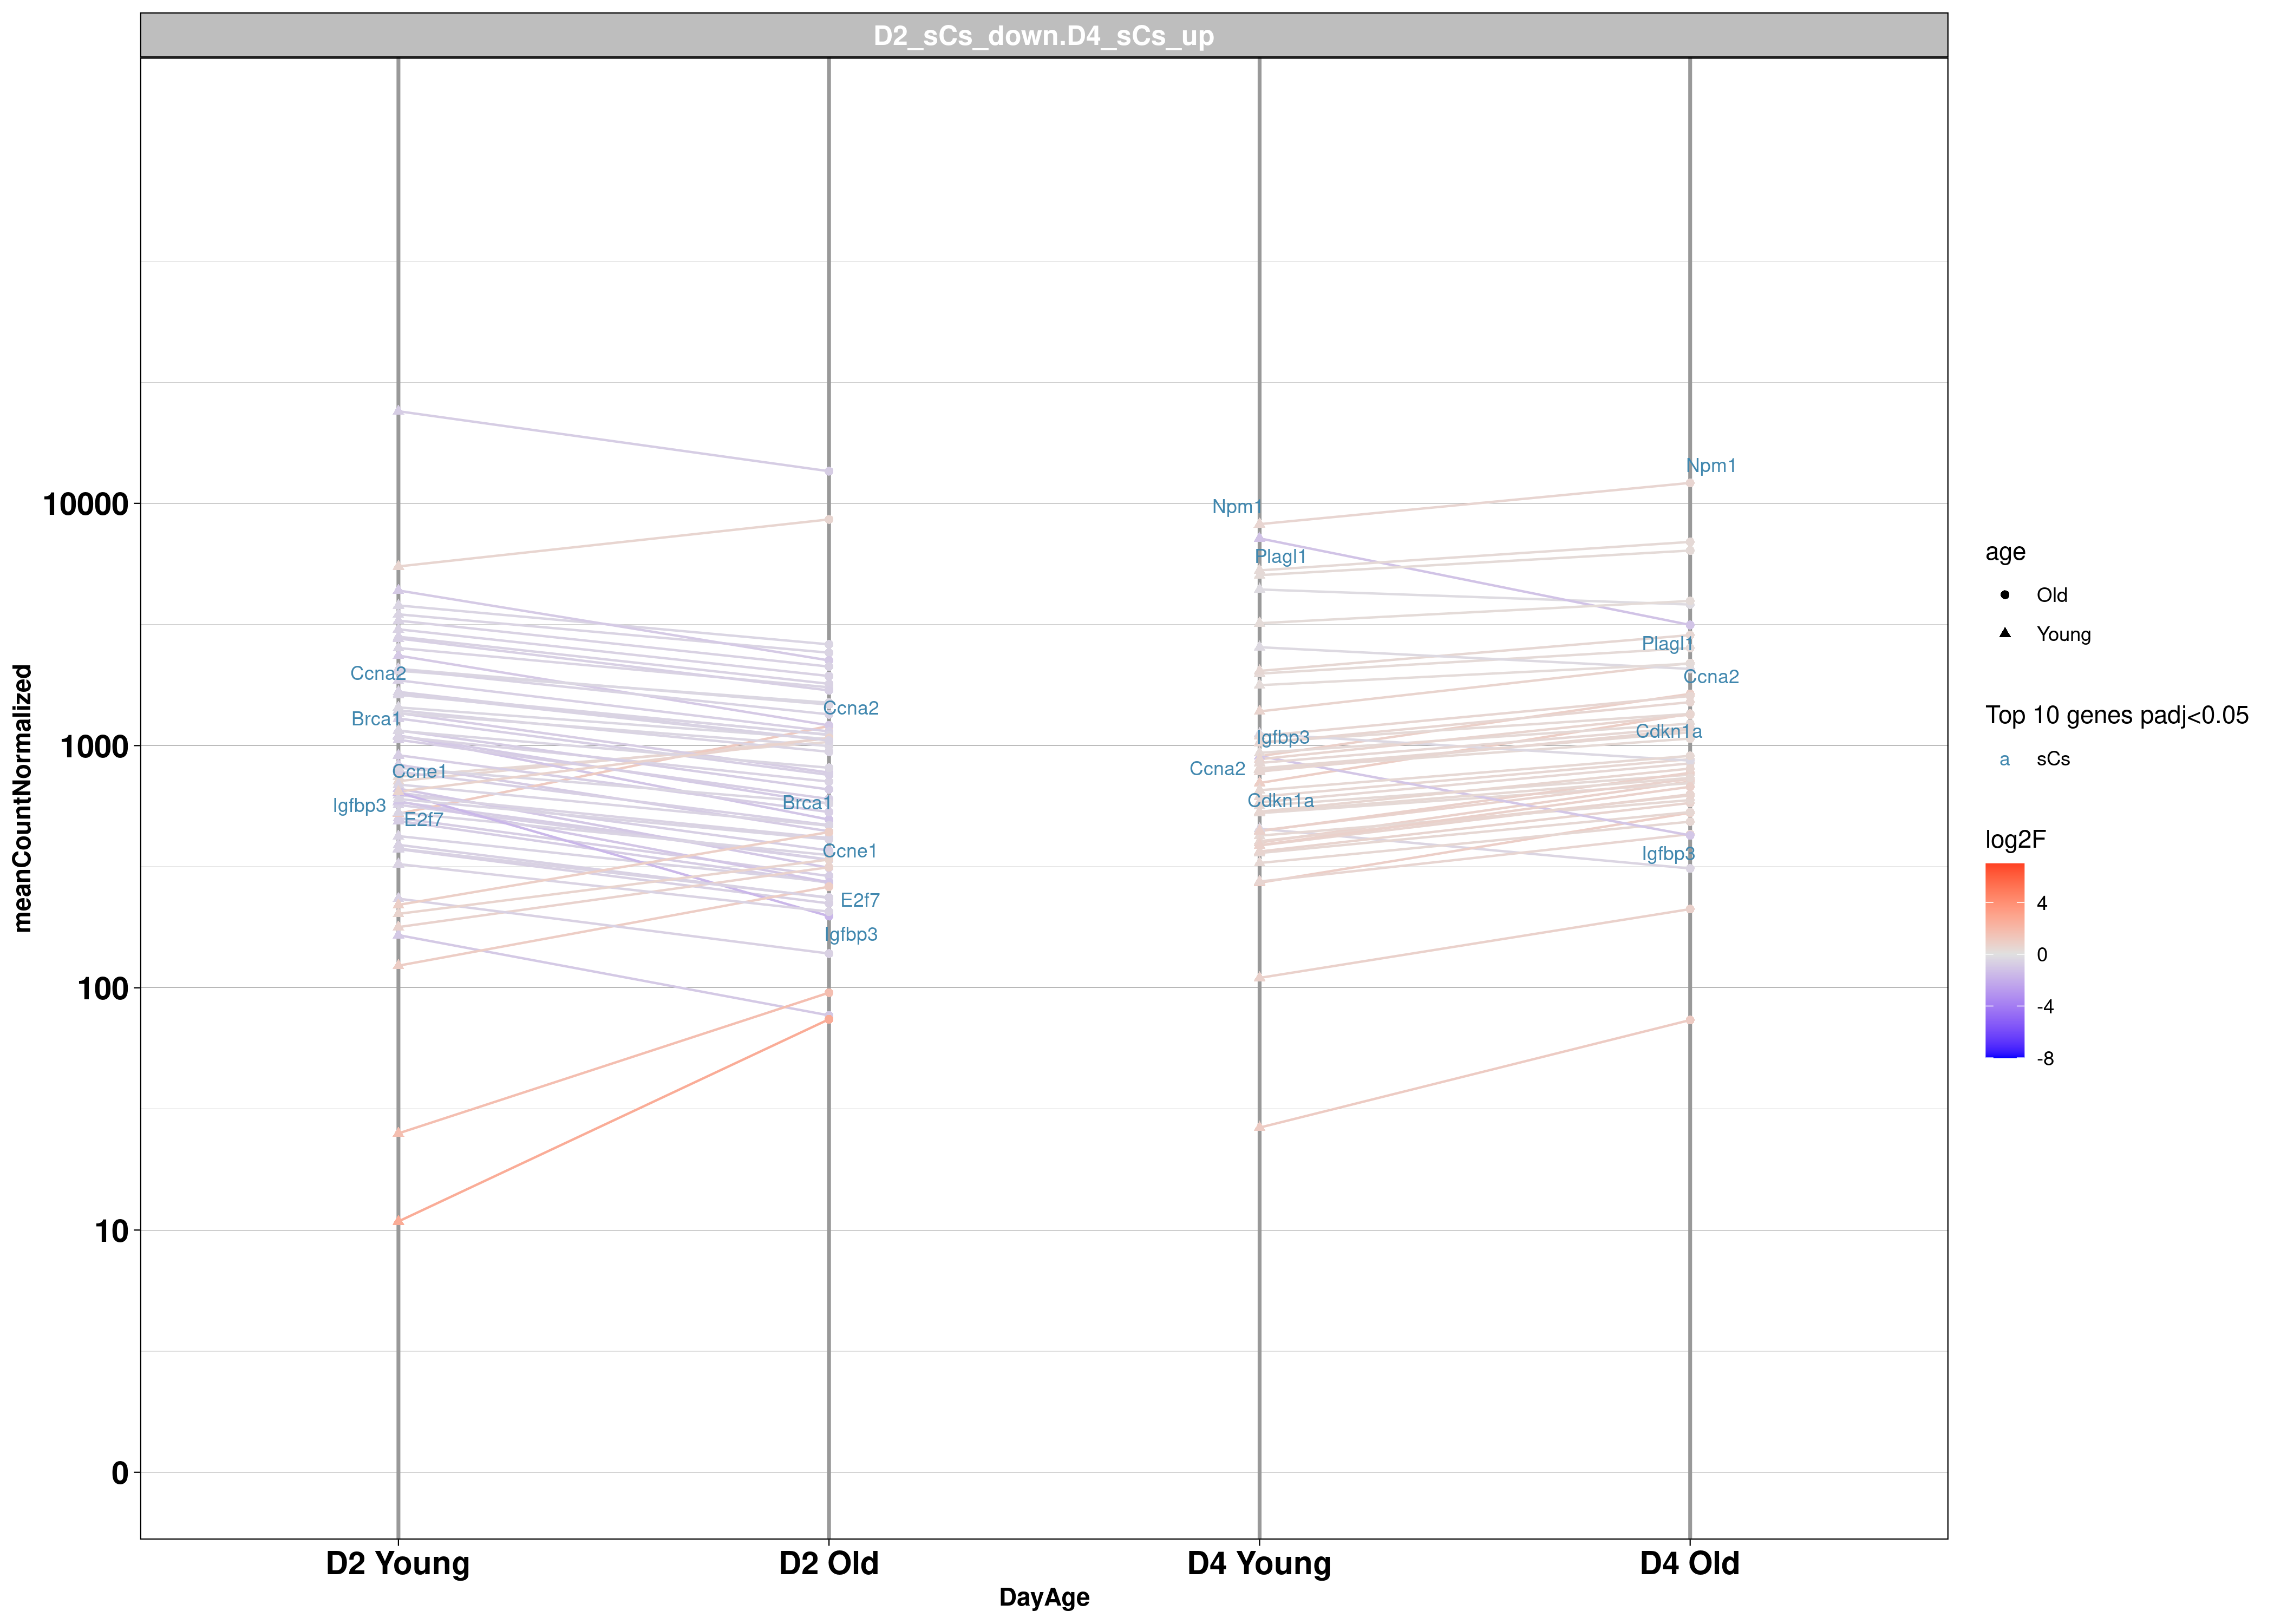 D2_sCs_down.D4_sCs_up
meanCountNormalized
10000
1000
100
10
0
Ccna2
Brca1
Ccne1
Igfbp3
E2f7
Ccna2
Brca1
Ccne1
E2f7
Igfbp3
Npm1
Plagl1
Igfbp3
Ccna2
Cdkn1a
Npm1
Plagl1
Ccna2
Cdkn1a
Igfbp3
D2 Young
D2 Old
D4 Young
D4 Old
DayAge
age
Old
Young
Top 10 genes padj<0.05
a sCs
log2F
4
0
-4
-8